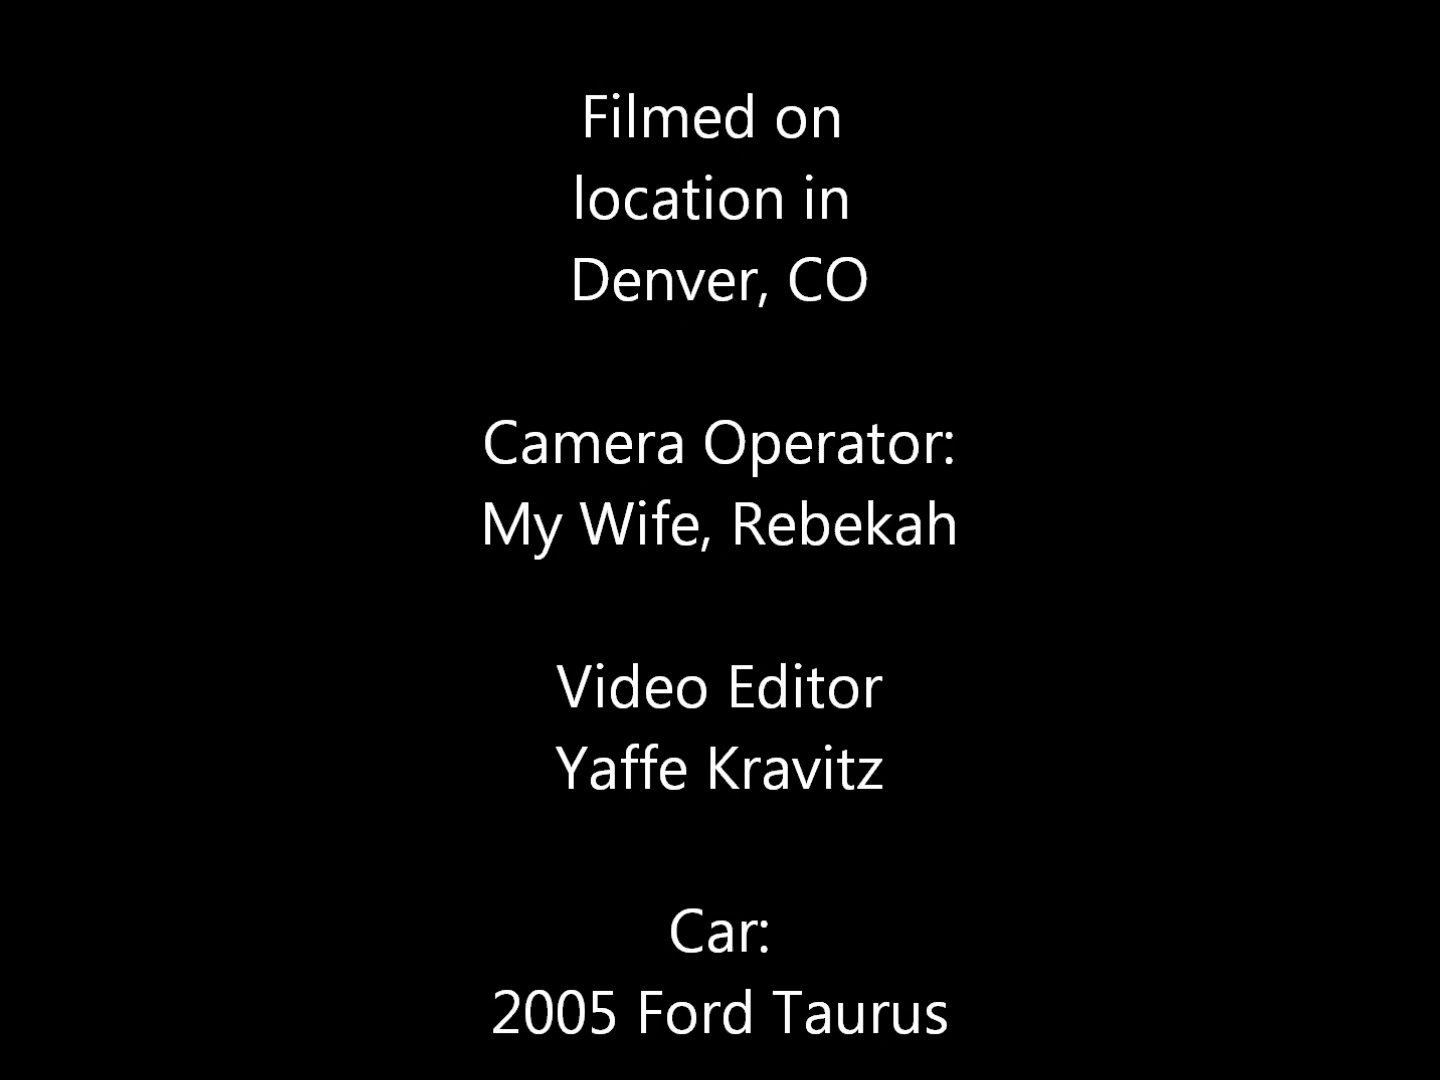 Filmed on
location in
Denver, CO
Camera Operator:
My Wife, Rebekah
Video Editor
Yaffe Kravitz
Car:
2005 Ford Taurus